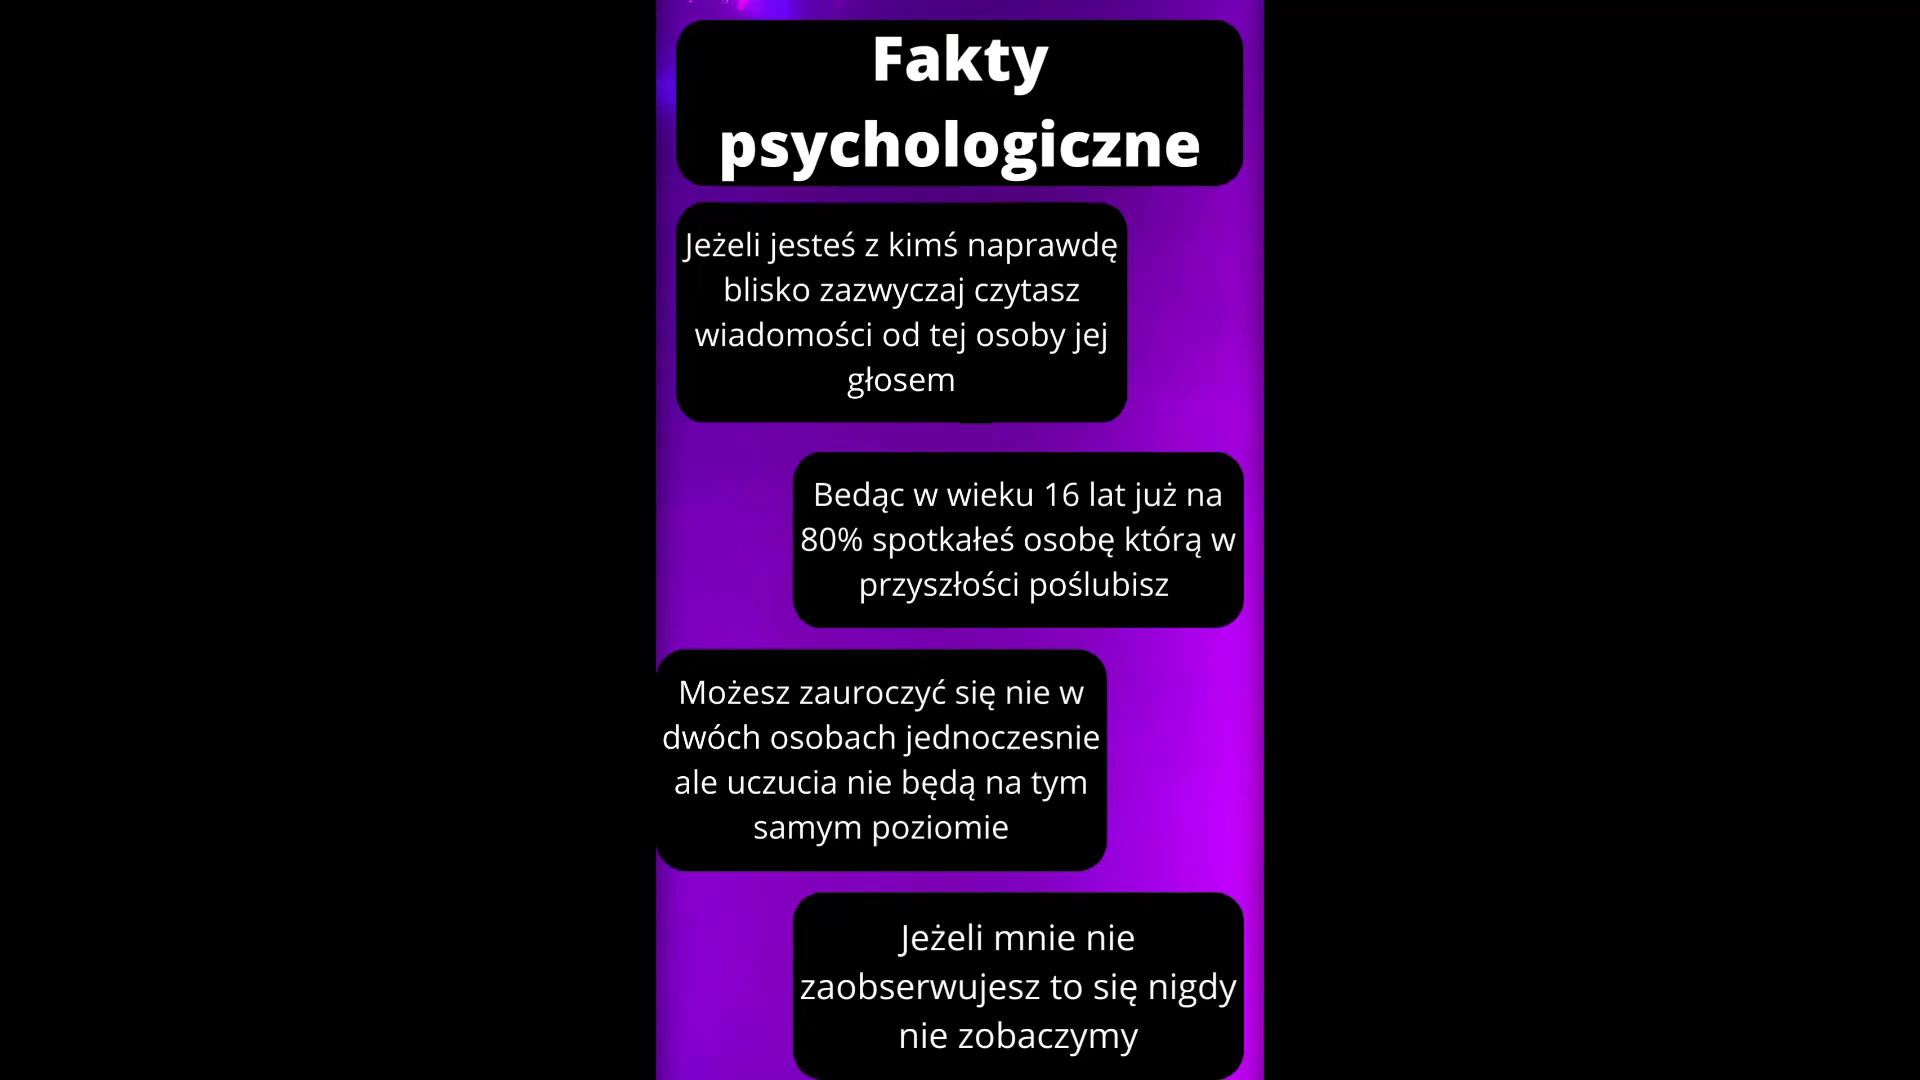 Fakty
psychologiczne
Jeżeli jesteś z kimś naprawdę
blisko zazwyczaj czytasz
wiadomości od tej osoby jej
głosem
Bedąc w wieku 16 lat już na
80% spotkałeś osobę którą w
przyszłości poślubisz
Możesz zauroczyć się nie w
dwóch osobach jednoczesnie
ale uczucia nie będą na tym
samym poziomie
Jeżeli mnie nie
zaobserwujesz to się nigdy
nie zobaczymy